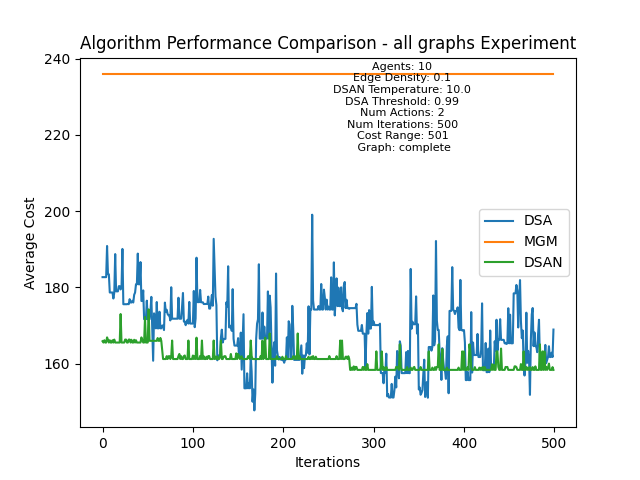 Algorithm Performance Comparison - all graphs Experiment
240
220
200
180
160
Average Cost
Agents: 10
Edge Density: 0.1
DSAN Temperature: 10.0
DSA Threshold: 0.99
Num Actions: 2
Num Iterations: 500
Cost Range: 501
Graph: complete
DSA
MGM
DSAN
0 100 200 300 400 500
Iterations